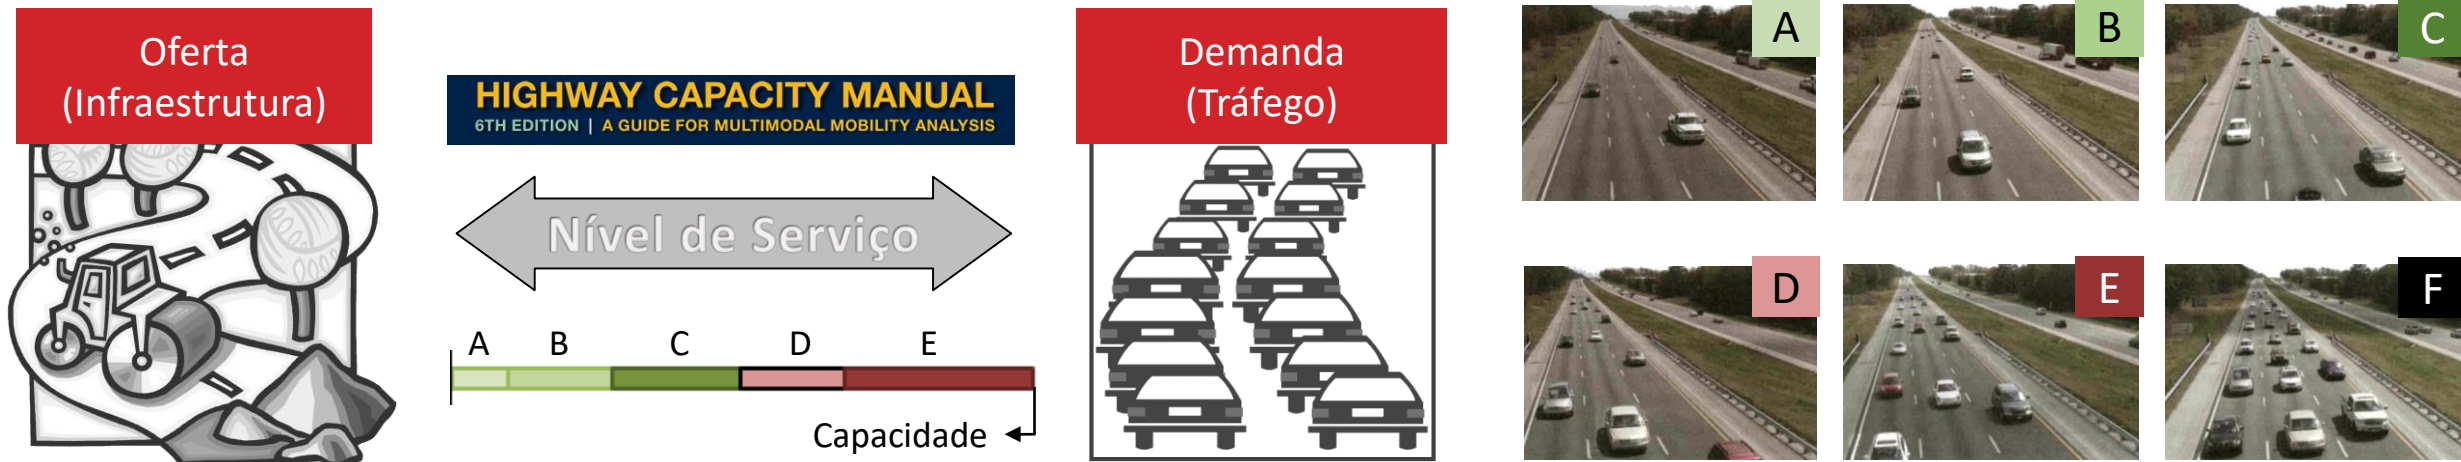 Oferta
(Infraestrutura)
HIGHWAY CAPACITY MANUAL
6TH EDITION | A GUIDE FOR MULTIMODAL MOBILITY ANALYSIS
Nível de Serviço
A B C D E
Capacidade
Demanda
(Tráfego)
A B C
D E F